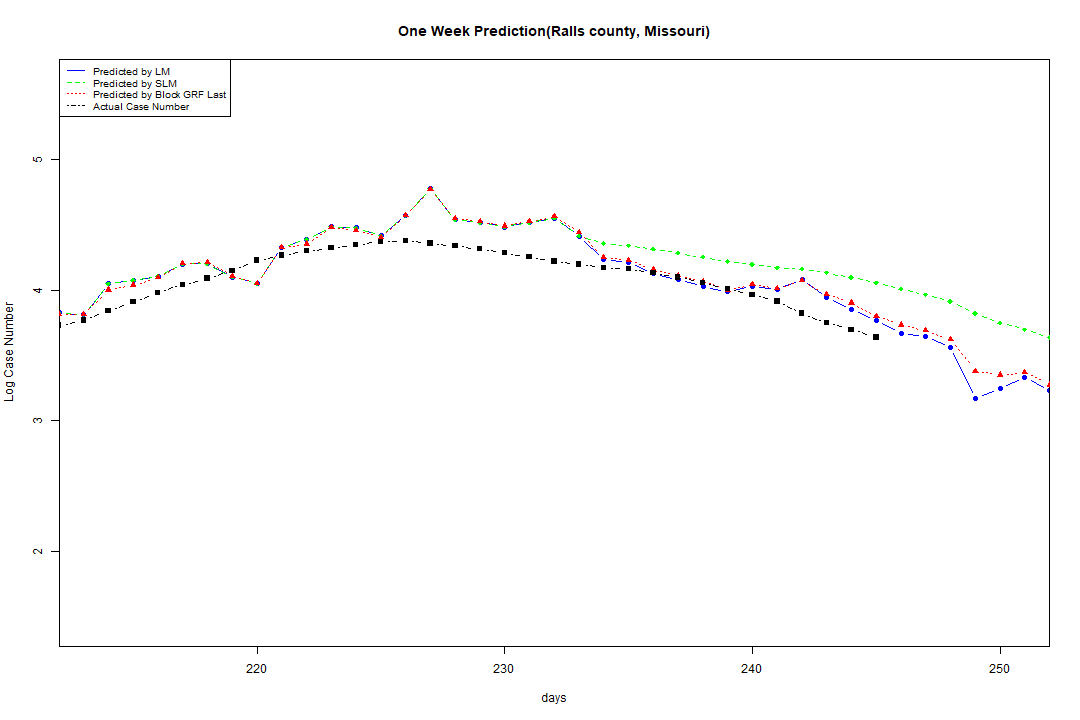 One Week Prediction(Ralls county, Missouri)
Predicted by LM
Predicted by SLM
Predicted by Block GRF Last
Actual Case Number
5
4
3
2
Log Case Number
220 230 240 250
days